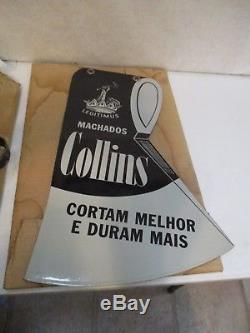 LEGITIMUS
MACHADOS
Collins
CORTAM MELHOR
E DURAM MAIS